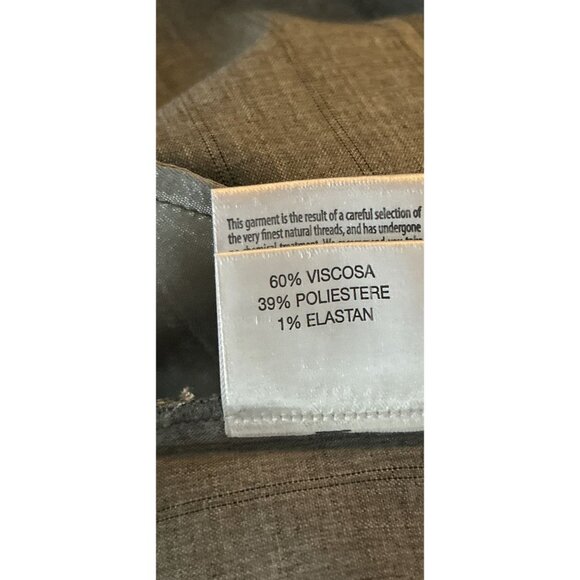 This garment is the result of a careful selection of
the very finest natural threads, and has undergone
60% VISCOSA
39% POLIESTERE
1% ELASTAN